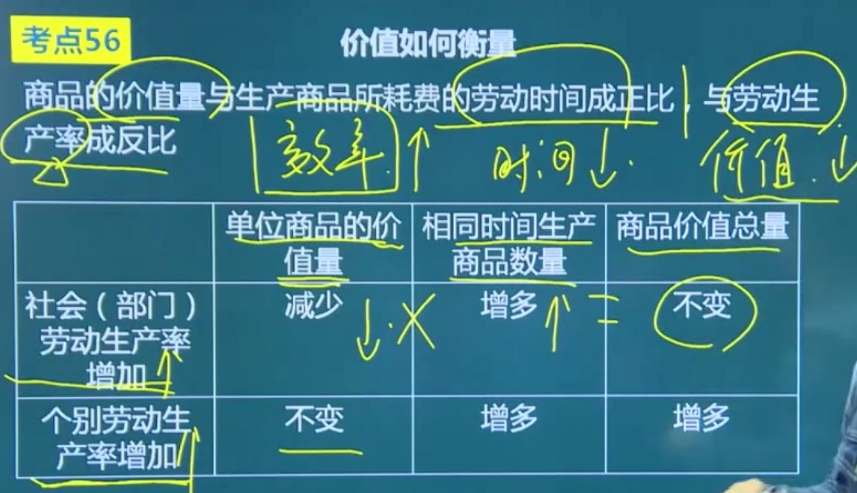 考点56
价值如何衡量
商品的价值量与生产商品所耗费的劳动时间成正比，与劳动生
产率成反比
效率↑ 时间↓ 价值↓
单位商品的价
值量
相同时间生产
商品数量
商品价值总量
社会（部门）
劳动生产率
增加↑
减少↓
×
增多↑
=
不变
个别劳动生
产率增加↑
不变
增多
增多